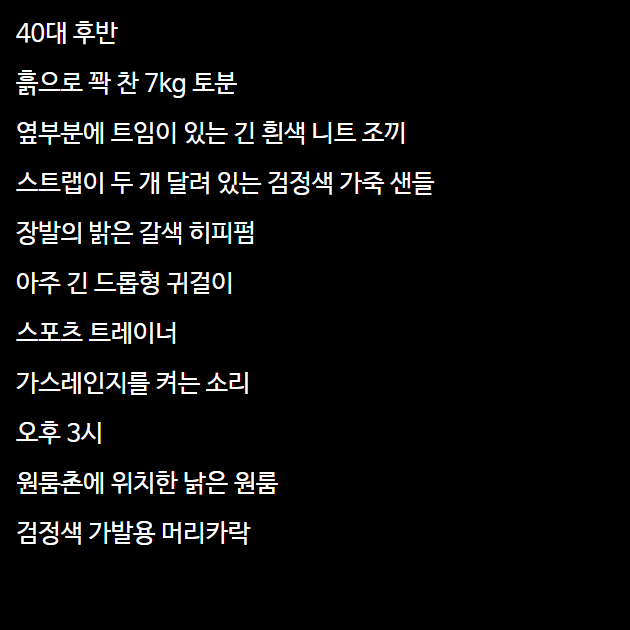 40대 후반
흙으로 꽉 찬 7kg 토분
옆부분에 트임이 있는 긴 흰색 니트 조끼
스트랩이 두 개 달려 있는 검정색 가죽 샌들
장발의 밝은 갈색 히피펌
아주 긴 드롭형 귀걸이
스포츠 트레이너
가스레인지를 켜는 소리
오후 3시
원룸촌에 위치한 낡은 원룸
검정색 가발용 머리카락